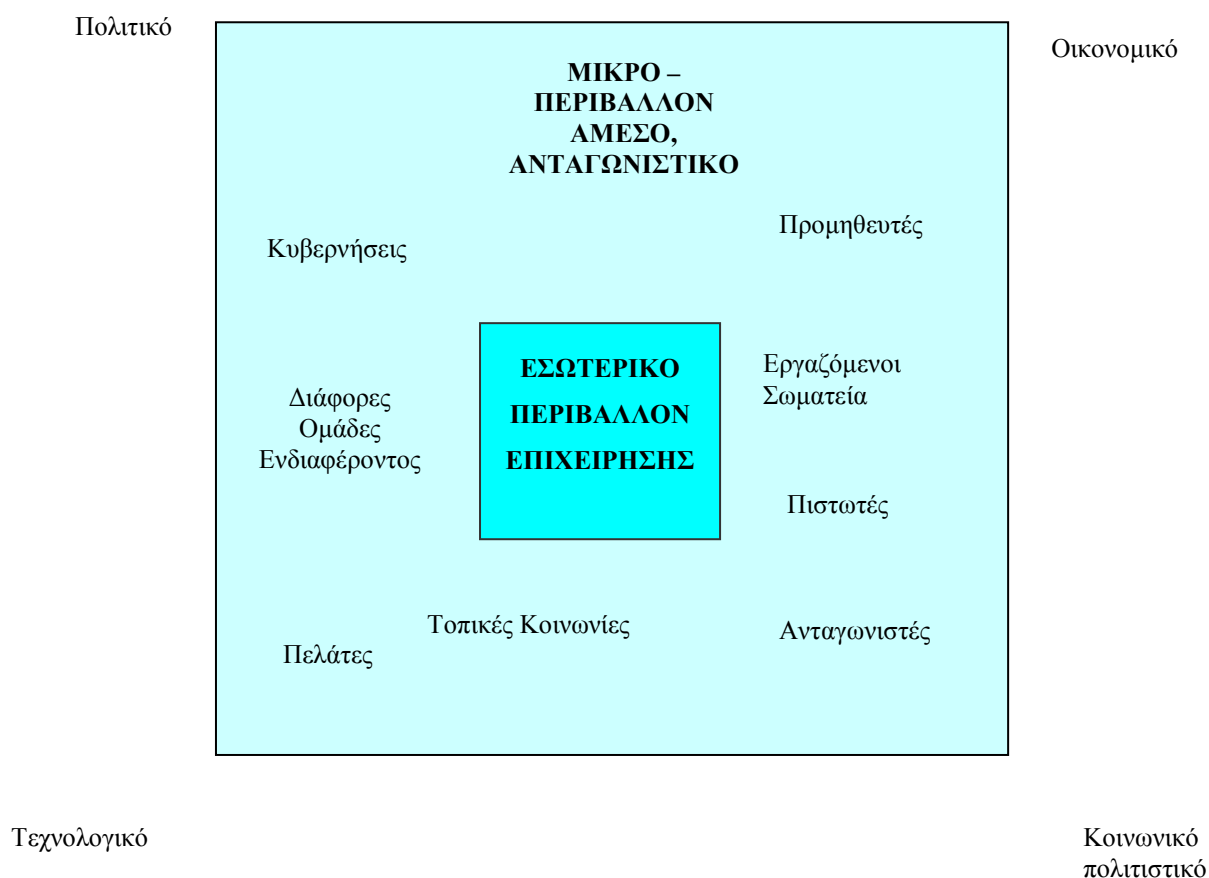 Πολιτικό
Οικονομικό
ΜΙΚΡΟ –
ΠΕΡΙΒΑΛΛΟΝ
ΑΜΕΣΟ,
ΑΝΤΑΓΩΝΙΣΤΙΚΟ
Προμηθευτές
Κυβερνήσεις
ΕΣΩΤΕΡΙΚΟ
ΠΕΡΙΒΑΛΛΟΝ
ΕΠΙΧΕΙΡΗΣΗΣ
Εργαζόμενοι
Σωματεία
Διάφορες
Ομάδες
Ενδιαφέροντος
Πιστωτές
Τοπικές Κοινωνίες
Ανταγωνιστές
Πελάτες
Τεχνολογικό
Κοινωνικό
πολιτιστικό